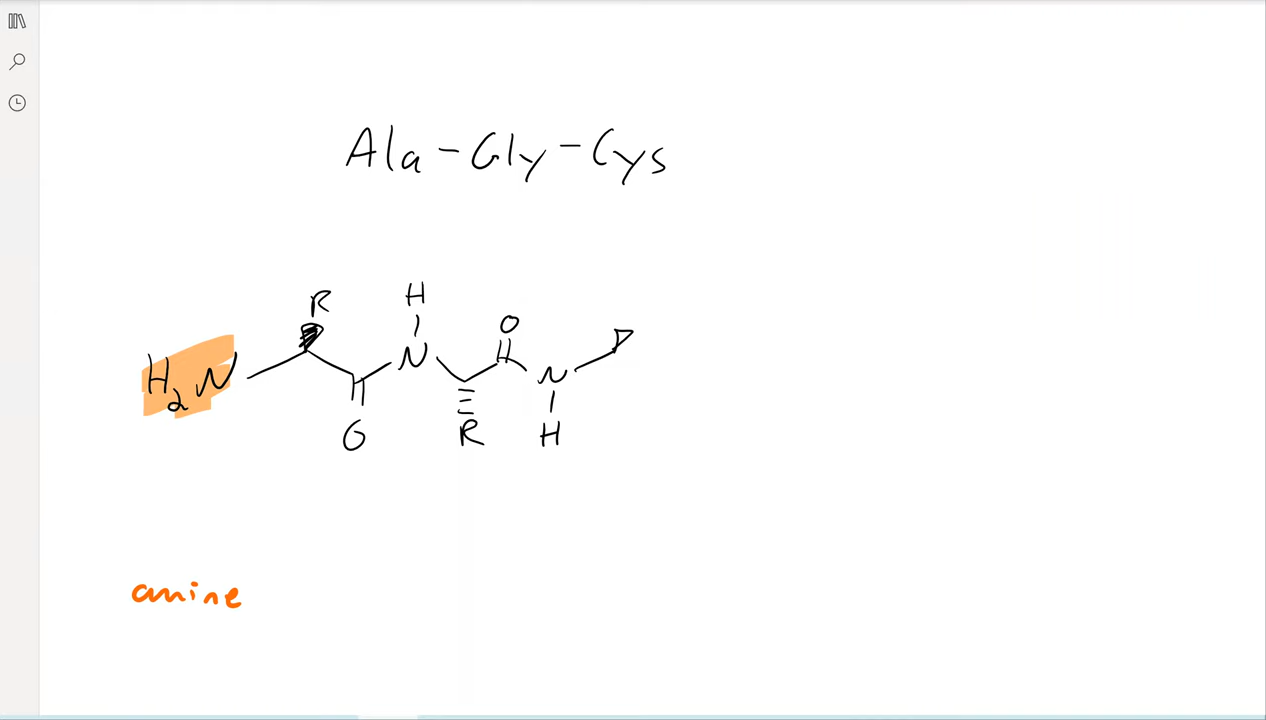 Ala - Gly - Cys
R H O
H2N N N
O R H
amine